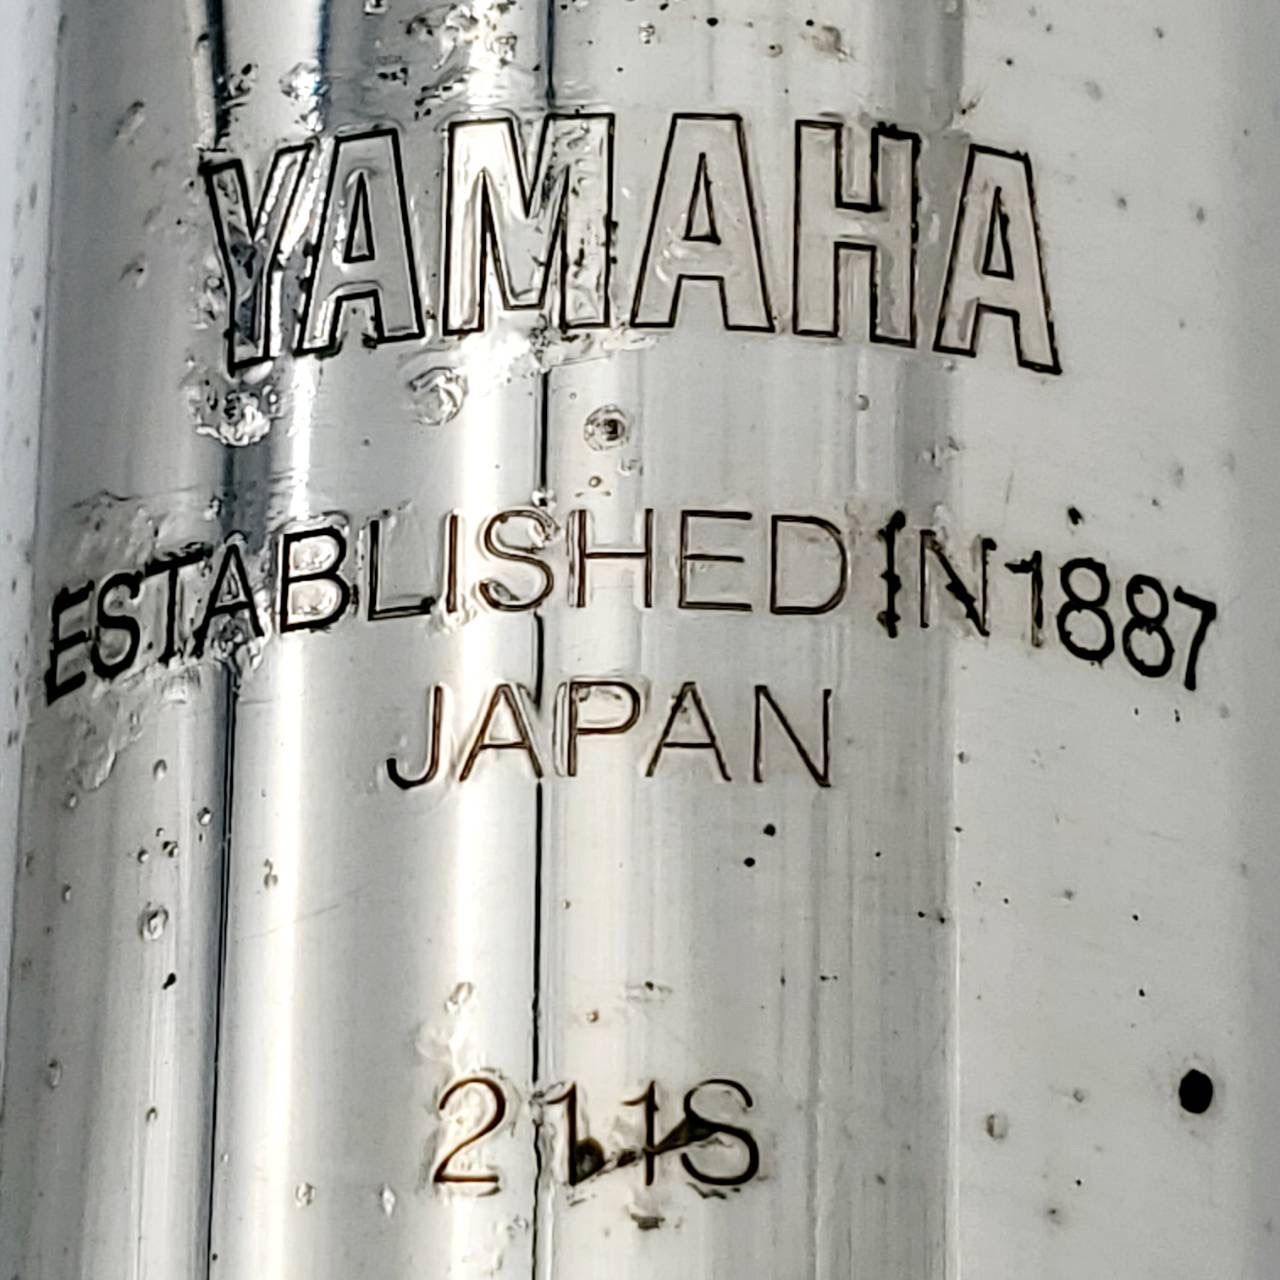 YAMAHA
ESTABLISHED IN 1887
JAPAN
211S